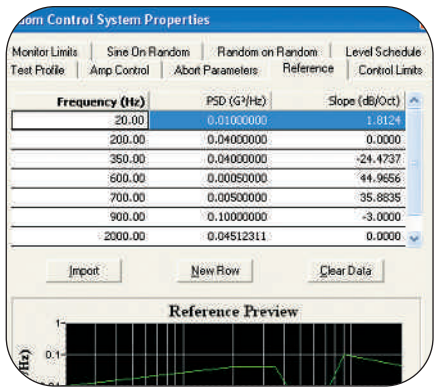 dom Control System Properties
Monitor Limits Sine On Random Random on Random Level Schedule
Test Profile Amp Control Abort Parameters Reference Control Limits
Frequency (Hz) PSD (G²/Hz) Slope (dB/Oct)
20.00 0.01000000 1.8124
200.00 0.04000000 0.0000
350.00 0.04000000 -24.4737
600.00 0.00050000 44.9656
700.00 0.00500000 35.8835
900.00 0.10000000 -3.0000
2000.00 0.04512311 0.0000
Import New Row Clear Data
Reference Preview
1
0.1
Hz)